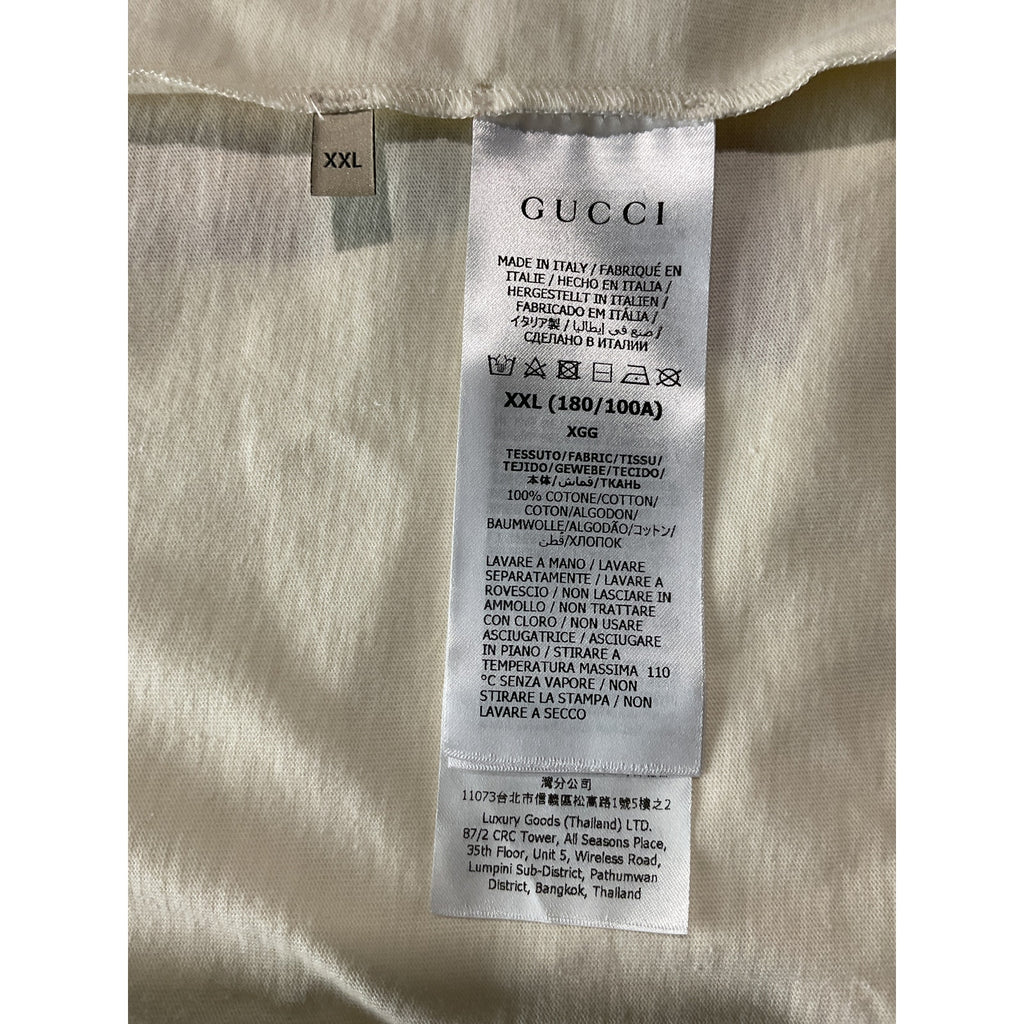 XXL
GUCCI
MADE IN ITALY / FABRIQUÉ EN
ITALIE / HECHO EN ITALIA /
HERGESTELLT IN ITALIEN /
FABRICADO EM ITÁLIA /
イタリア製 / صنع في إيطاليا /
СДЕЛАНО В ИТАЛИИ
XXL (180/100A)
XGG
TESSUTO/FABRIC/TISSU/
TEJIDO/GEWEBE/TECIDO/
本体/قماش/ТКАНЬ
100% COTONE/COTTON/
COTON/ALGODON/
BAUMWOLLE/ALGODÃO/コットン/
قطن/ХЛОПОК
LAVARE A MANO / LAVARE
SEPARATAMENTE / LAVARE A
ROVESCIO / NON LASCIARE IN
AMMOLLO / NON TRATTARE
CON CLORO / NON USARE
ASCIUGATRICE / ASCIUGARE
IN PIANO / STIRARE A
TEMPERATURA MASSIMA 110
°C SENZA VAPORE / NON
STIRARE LA STAMPA / NON
LAVARE A SECCO
灣分公司
11073台北市信義區松高路1號5樓之2
Luxury Goods (Thailand) LTD.
87/2 CRC Tower, All Seasons Place,
35th Floor, Unit 5, Wireless Road,
Lumpini Sub-District, Pathumwan
District, Bangkok, Thailand